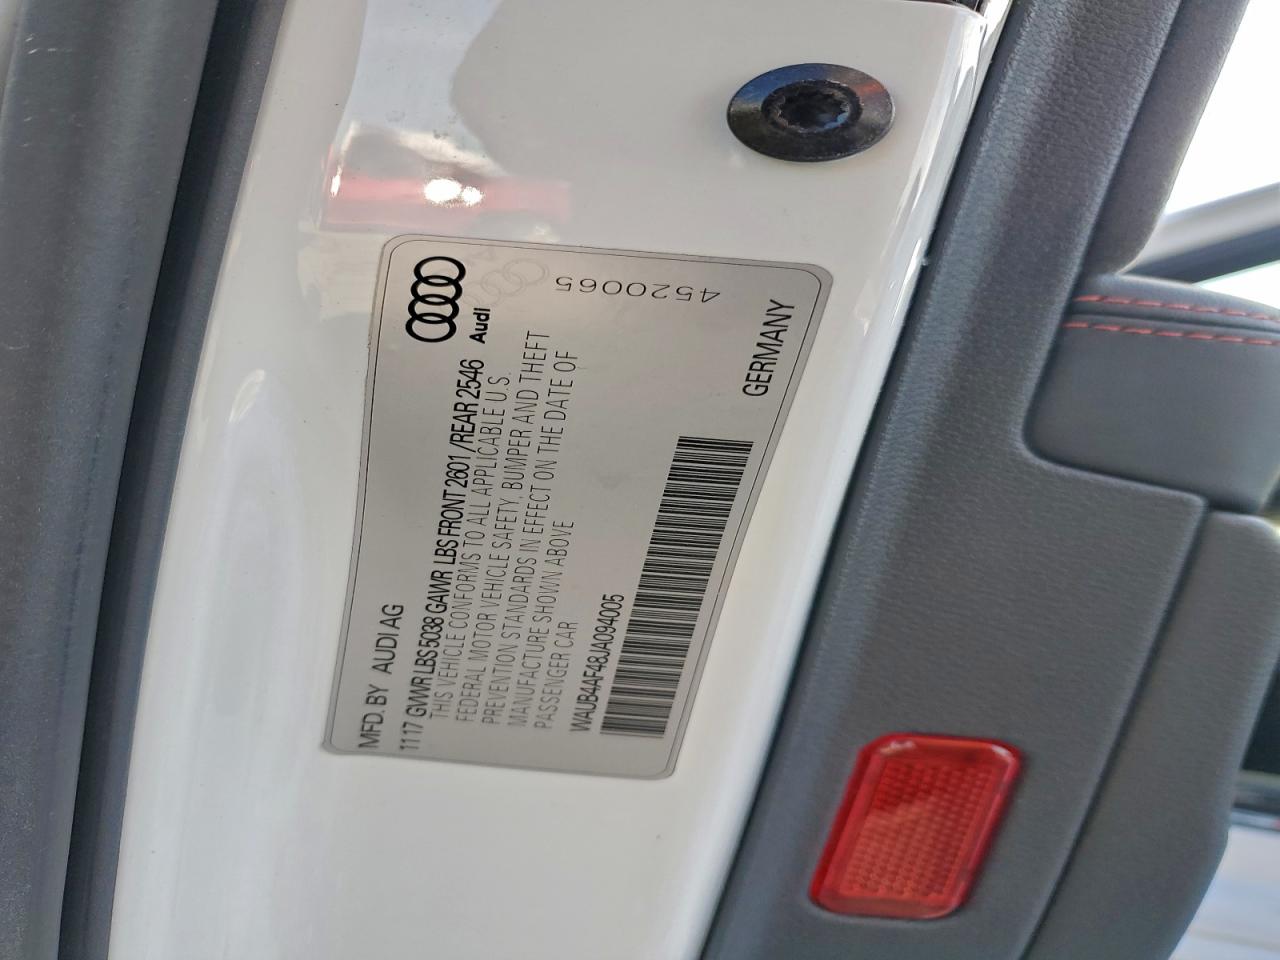 MFD. BY AUDI AG
11 17 GVWR LBS 5038 GAWR LBS FRONT 2601 /REAR 2546
THIS VEHICLE CONFORMS TO ALL APPLICABLE U.S.
FEDERAL MOTOR VEHICLE SAFETY, BUMPER AND THEFT
PREVENTION STANDARDS IN EFFECT ON THE DATE OF
MANUFACTURE SHOWN ABOVE
PASSENGER CAR
WAUB4AF48JA094005
Audi
4520065
GERMANY